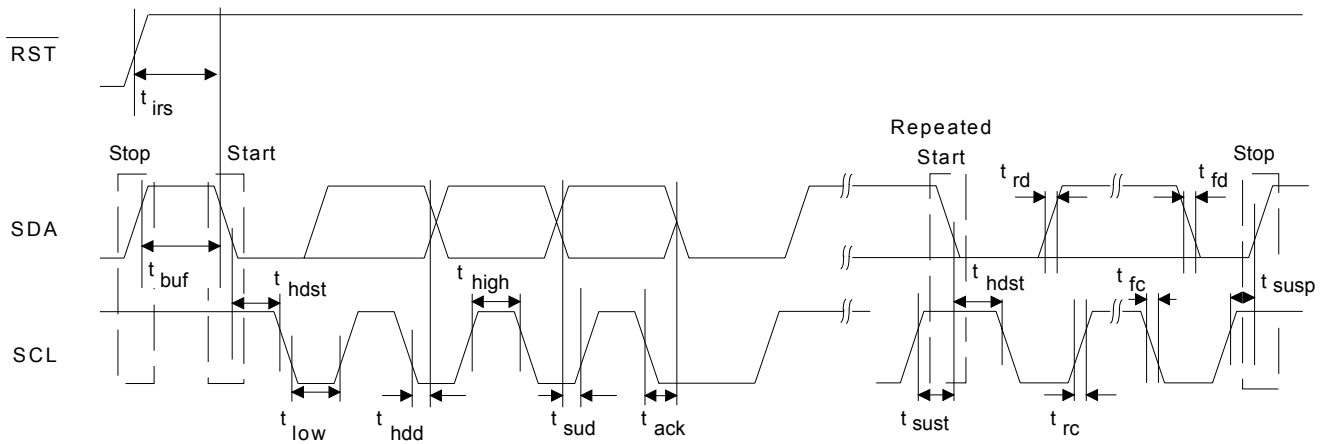 RST
t irs
Repeated
Stop
Start
Start
Stop
t rd
t fd
SDA
t buf
t hdst
t high
t hdst
t fc
t susp
SCL
t low
t hdd
t sud
t ack
t sust
t rc